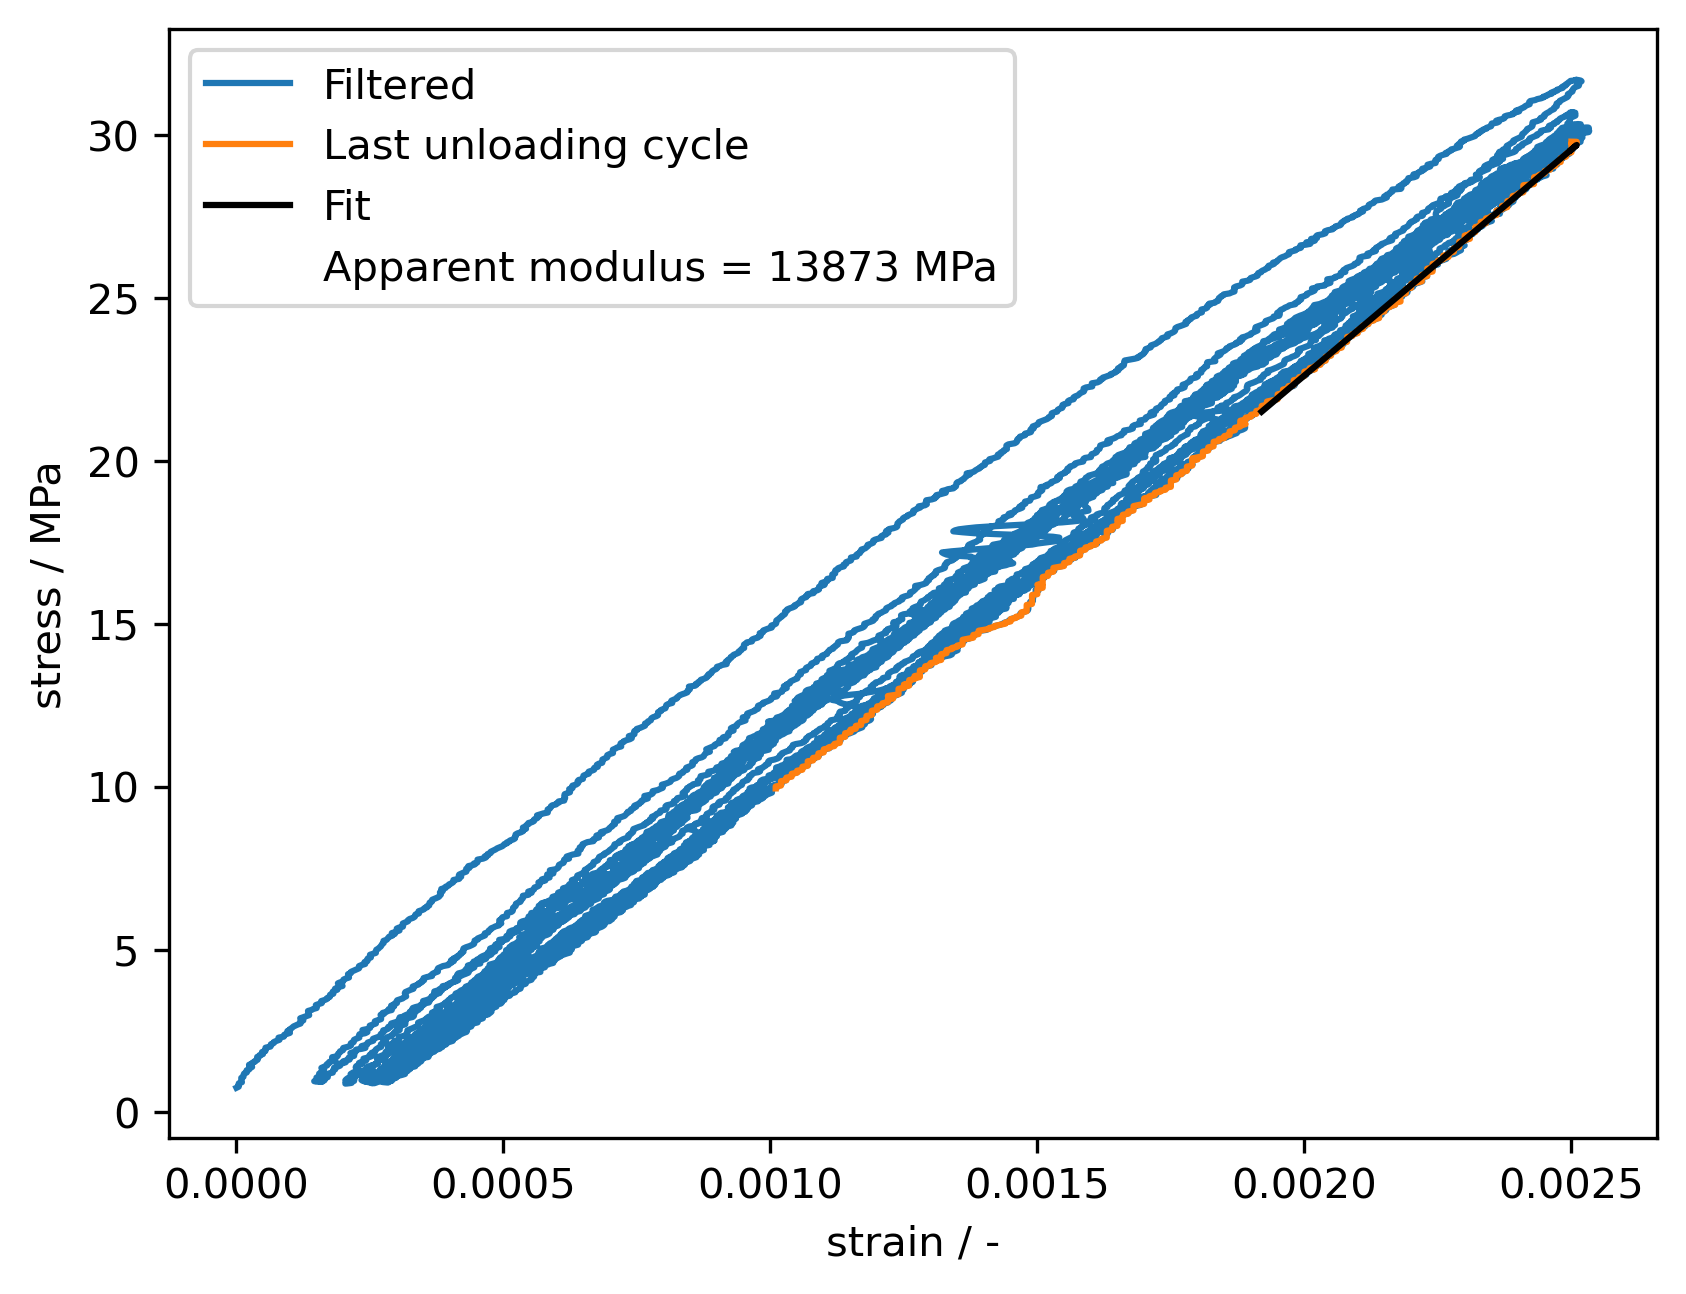 Filtered
Last unloading cycle
Fit
Apparent modulus = 13873 MPa
30
25
20
15
10
5
0
stress / MPa
0.0000 0.0005 0.0010 0.0015 0.0020 0.0025
strain / -